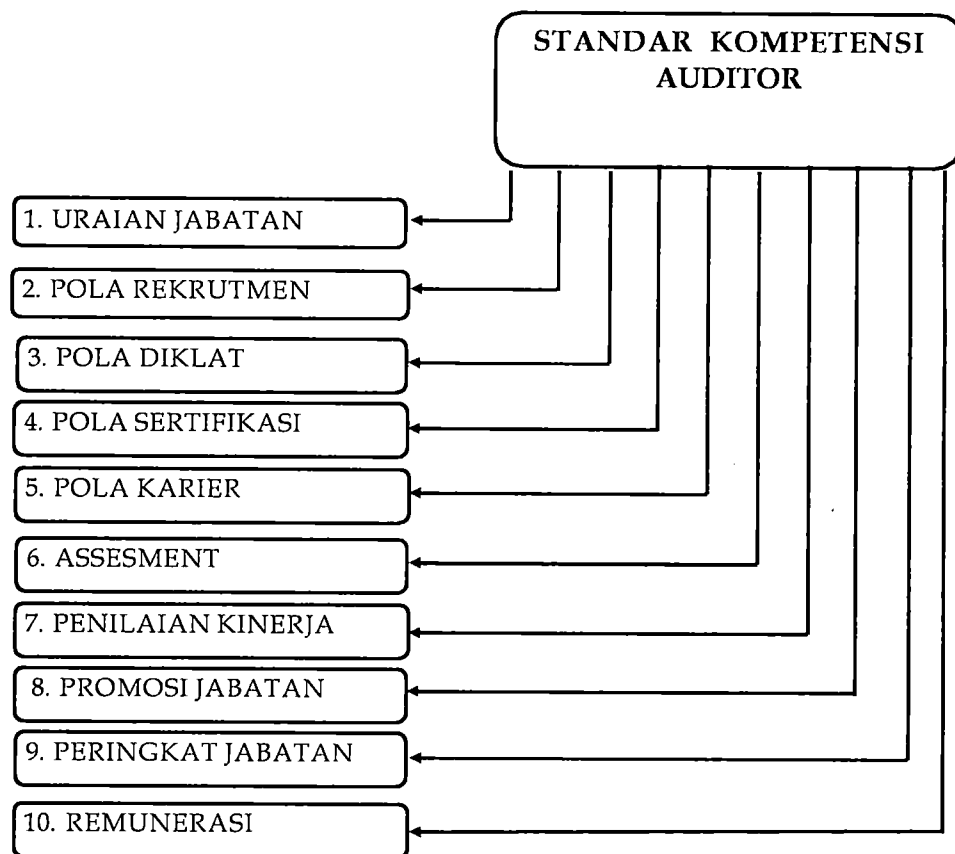 STANDAR KOMPETENSI
AUDITOR
1. URAIAN JABATAN
2. POLA REKRUTMEN
3. POLA DIKLAT
4. POLA SERTIFIKASI
5. POLA KARIER
6. ASSESMENT
7. PENILAIAN KINERJA
8. PROMOSI JABATAN
9. PERINGKAT JABATAN
10. REMUNERASI